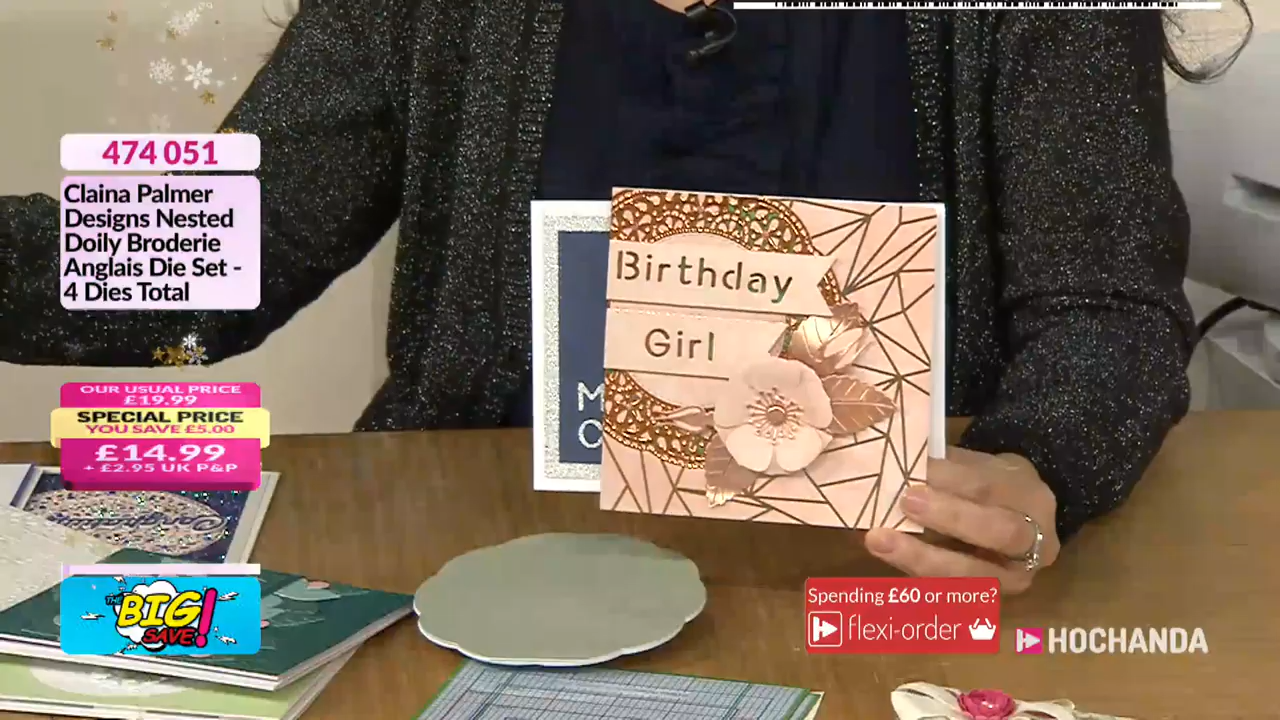 474 051
Claina Palmer
Designs Nested
Doily Broderie
Anglais Die Set -
4 Dies Total
OUR USUAL PRICE
£19.99
SPECIAL PRICE
YOU SAVE £5.00
£14.99
+ £2.95 UK P&P
THE
BIG
SAVE!
Birthday
Girl
M
C
Congratulations
Spending £60 or more?
flexi-order
HOCHANDA